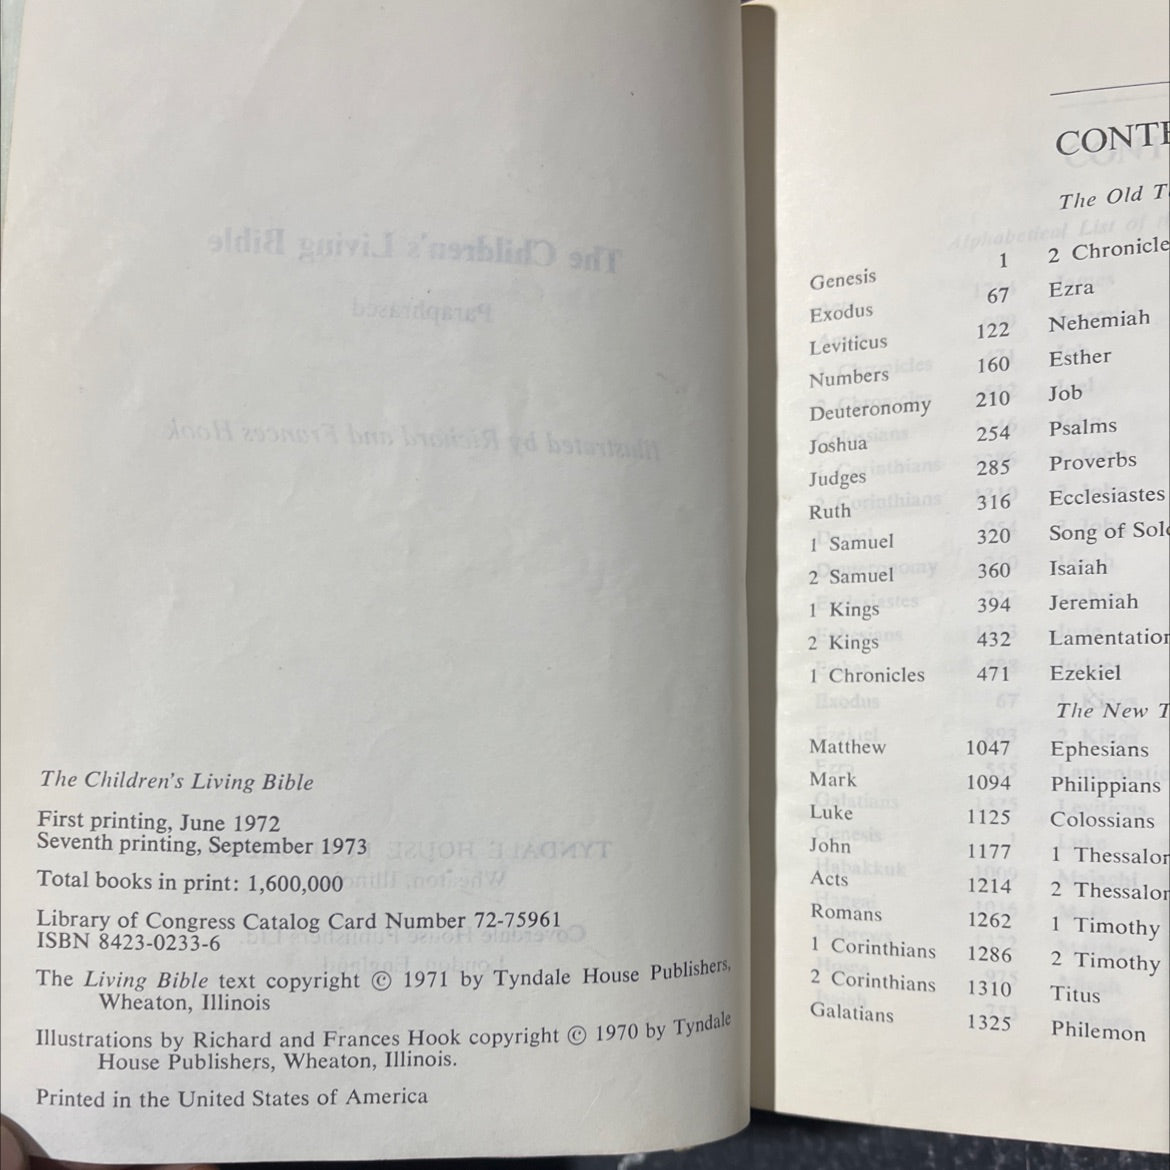 The Children's Living Bible
First printing, June 1972
Seventh printing, September 1973
Total books in print: 1,600,000
Library of Congress Catalog Card Number 72-75961
ISBN 8423-0233-6
The Living Bible text copyright © 1971 by Tyndale House Publishers,
Wheaton, Illinois
Illustrations by Richard and Frances Hook copyright © 1970 by Tyndale
House Publishers, Wheaton, Illinois.
Printed in the United States of America
CONTE
The Old T
Genesis 1
Exodus 67
Leviticus 122
Numbers 160
Deuteronomy 210
Joshua 254
Judges 285
Ruth 316
1 Samuel 320
2 Samuel 360
1 Kings 394
2 Kings 432
1 Chronicles 471
2 Chronicle
Ezra
Nehemiah
Esther
Job
Psalms
Proverbs
Ecclesiastes
Song of Solo
Isaiah
Jeremiah
Lamentation
Ezekiel
The New T
Matthew 1047
Mark 1094
Luke 1125
John 1177
Acts 1214
Romans 1262
1 Corinthians 1286
2 Corinthians 1310
Galatians 1325
Ephesians
Philippians
Colossians
1 Thessalon
2 Thessalon
1 Timothy
2 Timothy
Titus
Philemon